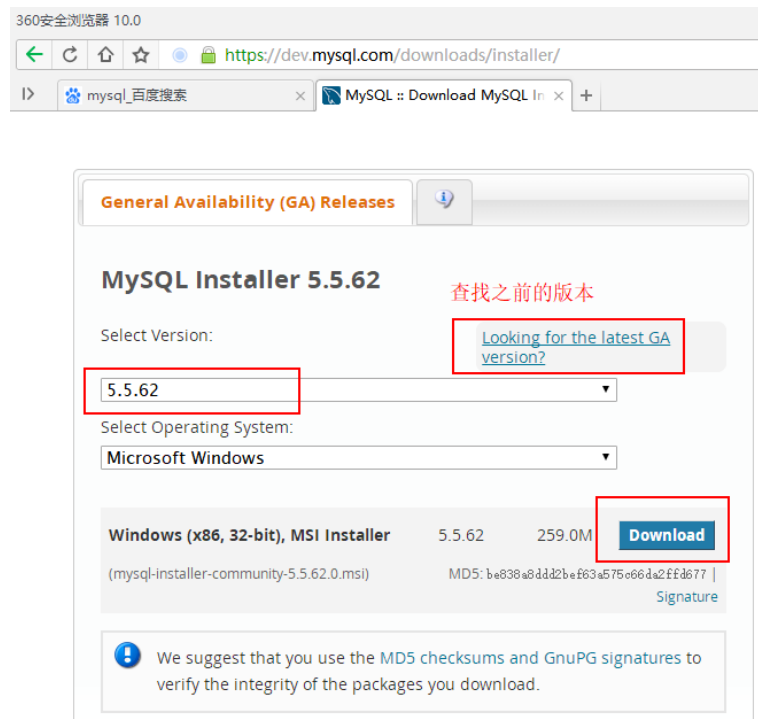 360安全浏览器 10.0
https://dev.mysql.com/downloads/installer/
mysql_百度搜索
MySQL :: Download MySQL In
General Availability (GA) Releases
MySQL Installer 5.5.62
查找之前的版本
Select Version:
Looking for the latest GA
version?
5.5.62
Select Operating System:
Microsoft Windows
Windows (x86, 32-bit), MSI Installer 5.5.62 259.0M Download
(mysql-installer-community-5.5.62.0.msi) MD5: be838a8ddd2bef63a575c66da2ffd677 |
Signature
We suggest that you use the MD5 checksums and GnuPG signatures to
verify the integrity of the packages you download.